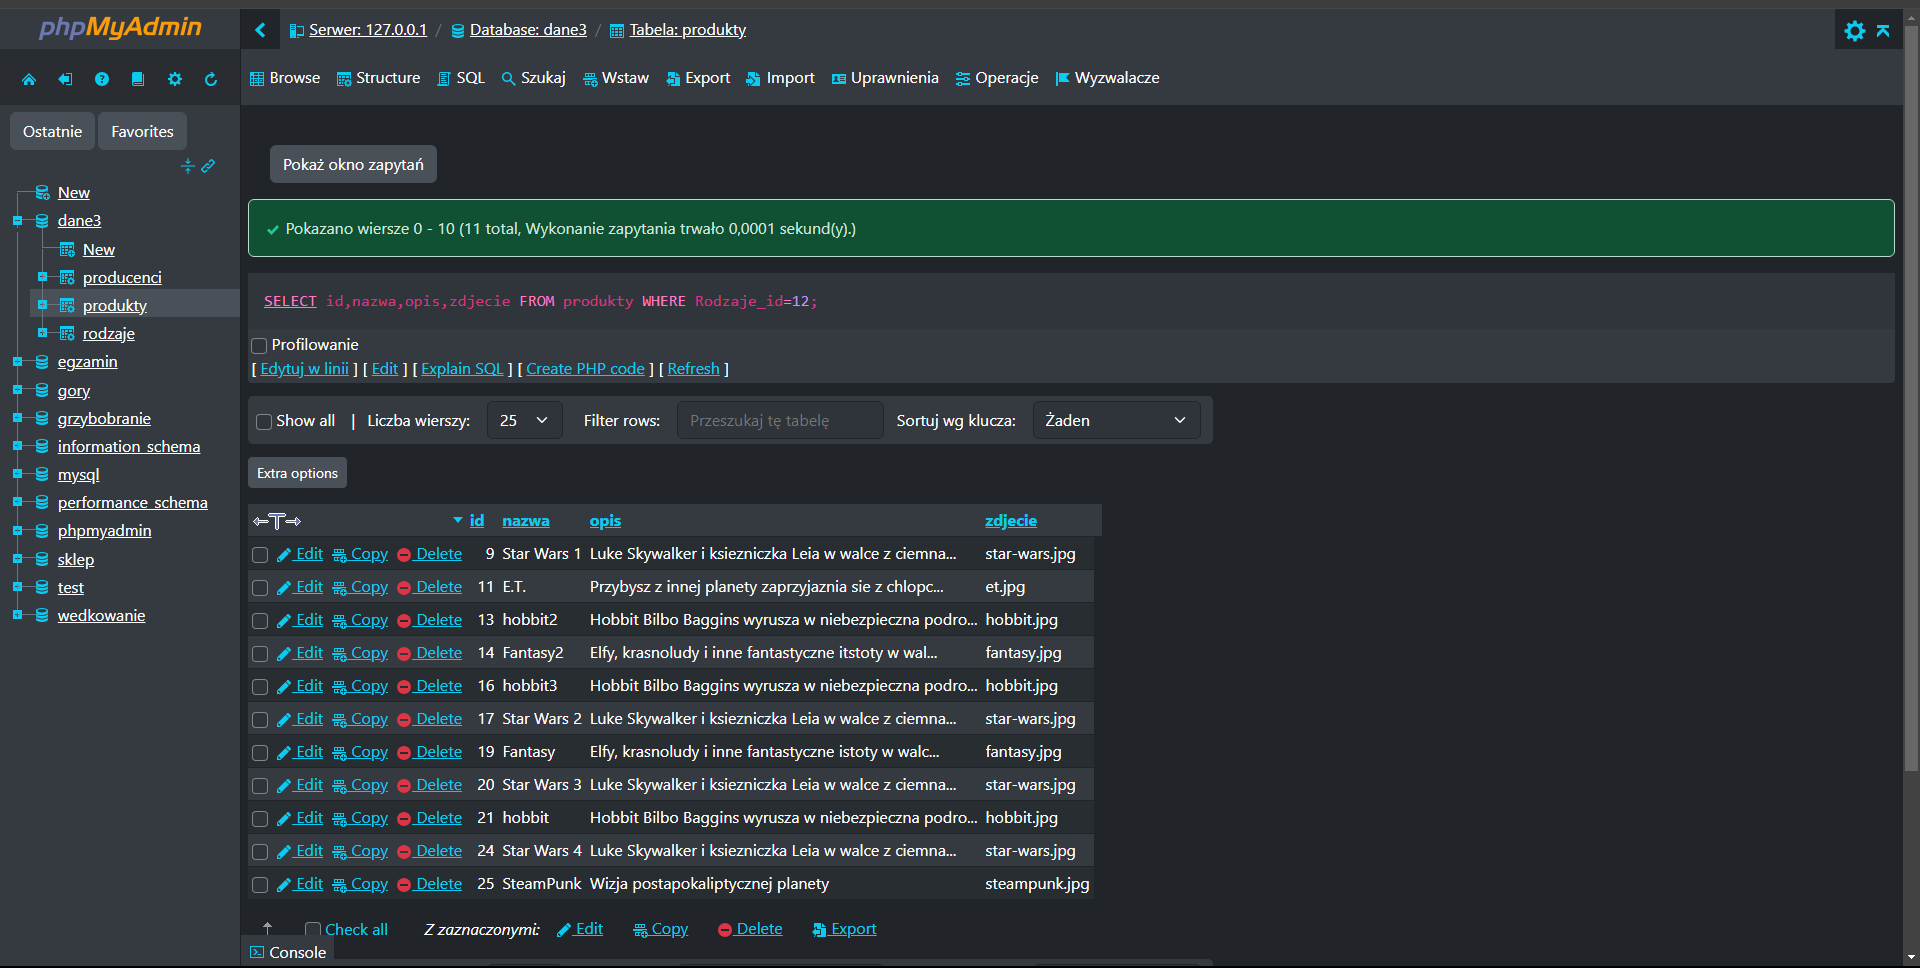 phpMyAdmin
Serwer: 127.0.0.1 / Database: dane3 / Tabela: produkty
Browse Structure SQL Szukaj Wstaw Export Import Uprawnienia Operacje Wyzwalacze
Ostatnie Favorites
New
dane3
New
producenci
produkty
rodzaje
egzamin
gory
grzybobranie
information_schema
mysql
performance_schema
phpmyadmin
sklep
test
wedkowanie
Pokaż okno zapytań
Pokazano wiersze 0 - 10 (11 total, Wykonanie zapytania trwało 0,0001 sekund(y).)
SELECT id,nazwa,opis,zdjecie FROM produkty WHERE Rodzaje_id=12;
Profilowanie
[ Edytuj w linii ] [ Edit ] [ Explain SQL ] [ Create PHP code ] [ Refresh ]
Show all | Liczba wierszy: 25 Filter rows: Przeszukaj tę tabelę Sortuj wg klucza: Żaden
Extra options
id nazwa opis zdjecie
Edit Copy Delete 9 Star Wars 1 Luke Skywalker i ksiezniczka Leia w walce z ciemna... star-wars.jpg
Edit Copy Delete 11 E.T. Przybysz z innej planety zaprzyjaznia sie z chlopc... et.jpg
Edit Copy Delete 13 hobbit2 Hobbit Bilbo Baggins wyrusza w niebezpieczna podro... hobbit.jpg
Edit Copy Delete 14 Fantasy2 Elfy, krasnoludy i inne fantastyczne itstoty w wal... fantasy.jpg
Edit Copy Delete 16 hobbit3 Hobbit Bilbo Baggins wyrusza w niebezpieczna podro... hobbit.jpg
Edit Copy Delete 17 Star Wars 2 Luke Skywalker i ksiezniczka Leia w walce z ciemna... star-wars.jpg
Edit Copy Delete 19 Fantasy Elfy, krasnoludy i inne fantastyczne istoty w walc... fantasy.jpg
Edit Copy Delete 20 Star Wars 3 Luke Skywalker i ksiezniczka Leia w walce z ciemna... star-wars.jpg
Edit Copy Delete 21 hobbit Hobbit Bilbo Baggins wyrusza w niebezpieczna podro... hobbit.jpg
Edit Copy Delete 24 Star Wars 4 Luke Skywalker i ksiezniczka Leia w walce z ciemna... star-wars.jpg
Edit Copy Delete 25 SteamPunk Wizja postapokaliptycznej planety steampunk.jpg
Check all Z zaznaczonymi: Edit Copy Delete Export
Console